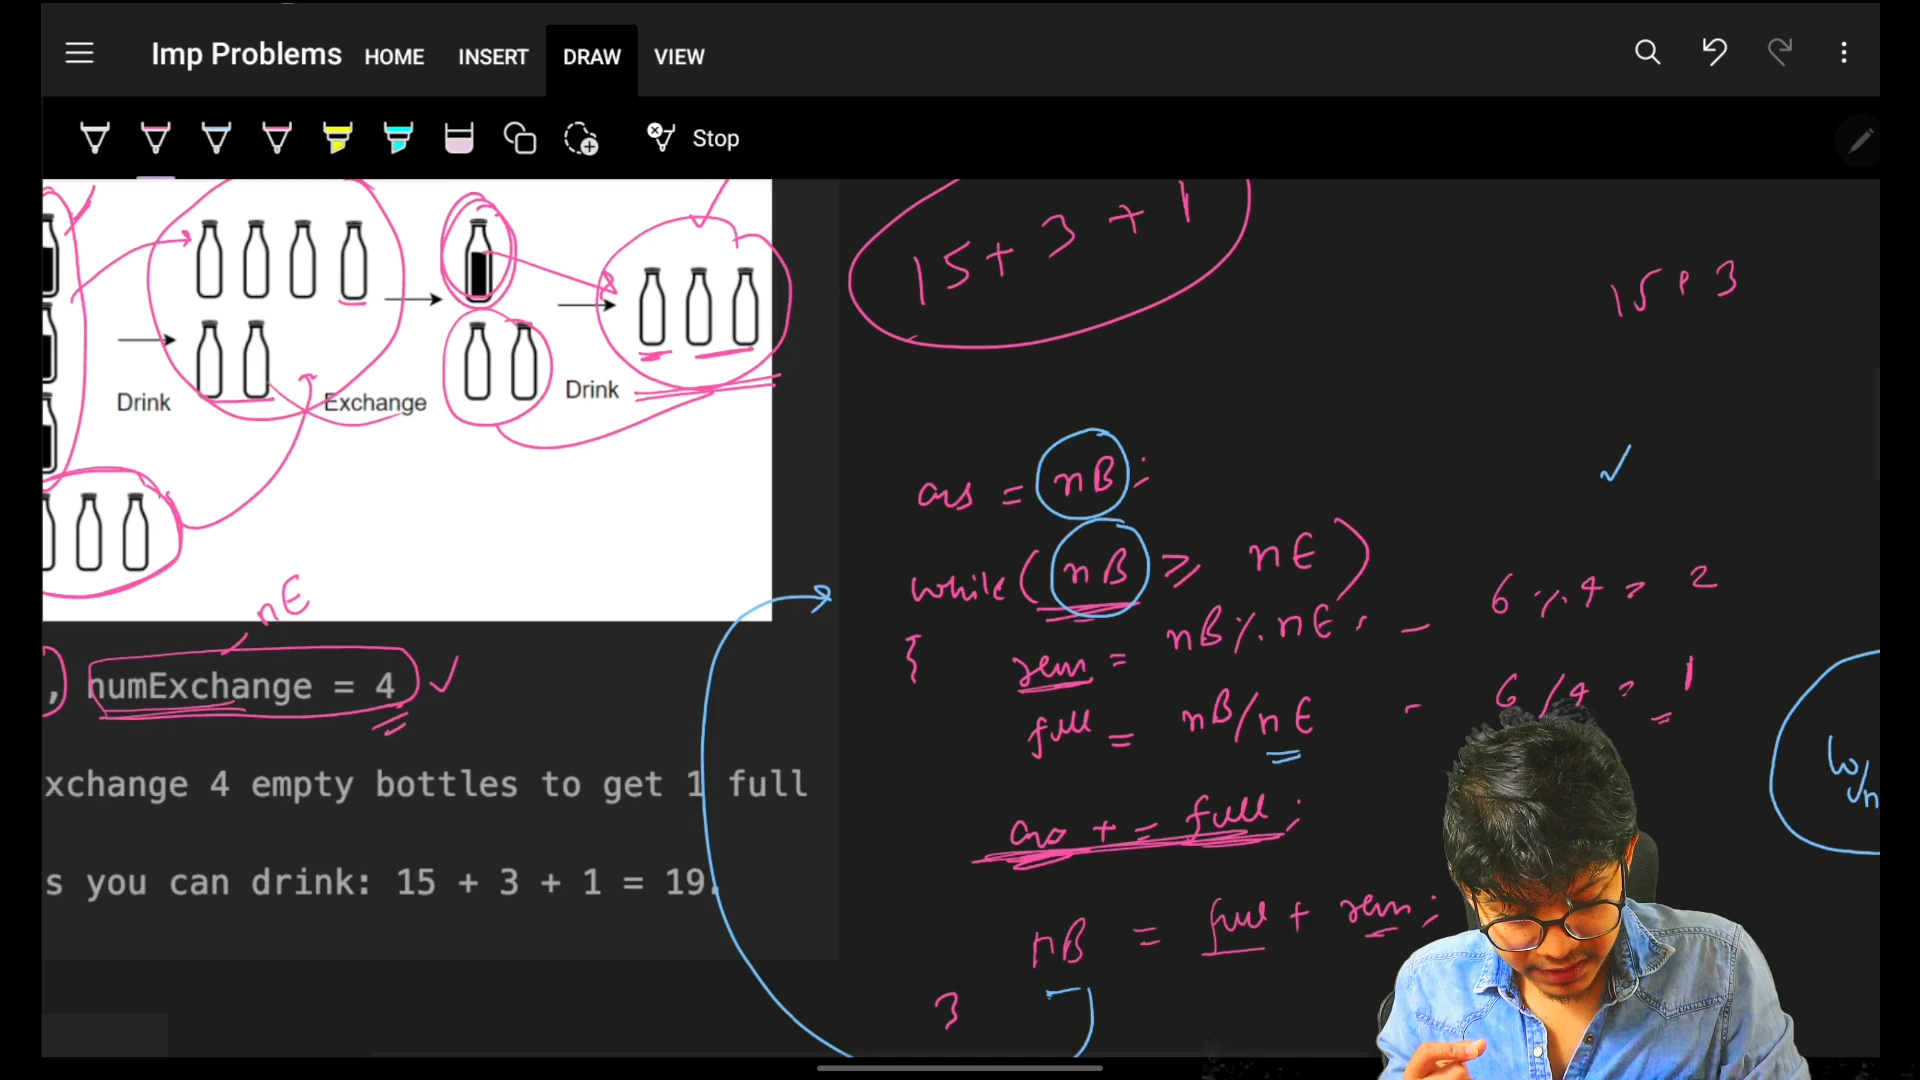 Imp Problems HOME INSERT DRAW VIEW
Stop
Drink
Exchange
Drink
nE
, numExchange = 4
xchange 4 empty bottles to get 1 full
s you can drink: 15 + 3 + 1 = 19.
15 + 3 + 1
15 + 3
ans = nB;
while(nB ≥ nE)
{ rem = nB % nE, - 6 % 4 = 2
full = nB/nE - 6/4 = 1
ans += full;
nB = full + rem;
}